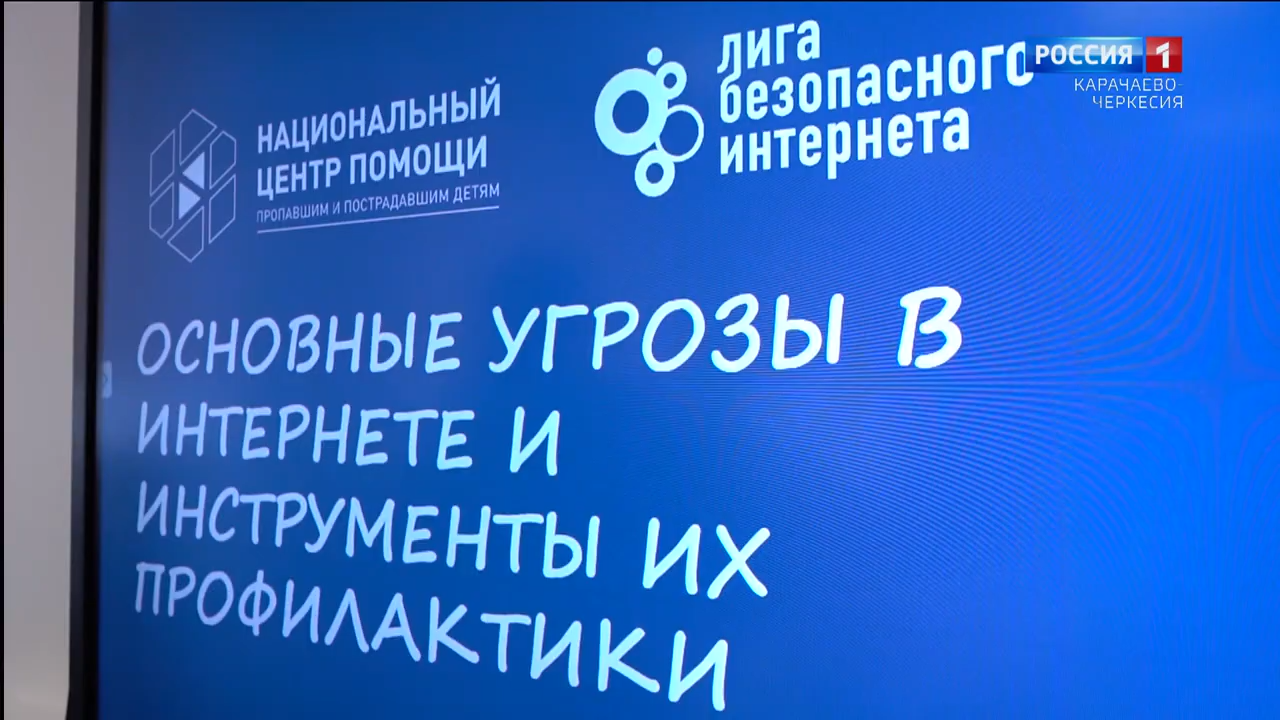 НАЦИОНАЛЬНЫЙ
ЦЕНТР ПОМОЩИ
ПРОПАВШИМ И ПОСТРАДАВШИМ ДЕТЯМ
лига
безопасного
интернета
РОССИЯ 1
КАРАЧАЕВО-
ЧЕРКЕСИЯ
ОСНОВНЫЕ УГРОЗЫ В
ИНТЕРНЕТЕ И
ИНСТРУМЕНТЫ ИХ
ПРОФИЛАКТИКИ